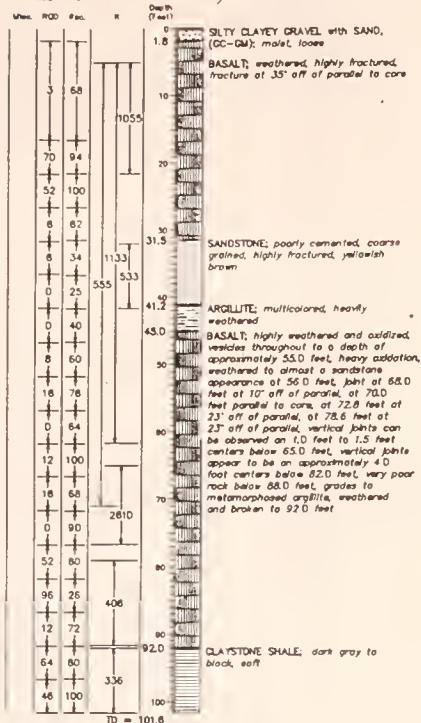 Depth
RQD Rec. K (Feet)
0
1.8
SILTY CLAYEY GRAVEL with SAND,
(GC-GM); moist, loose
BASALT; weathered, highly fractured,
fracture at 35° off of parallel to core
3 68
10
1055
70 94
20
52 100
6 62
30
31.5
SANDSTONE; poorly cemented, coarse
grained, highly fractured, yellowish
brown
6 34
1133
533
555
0 25
40
41.2
ARGILLITE; multicolored, heavily
weathered
0 40
45.0
BASALT; highly weathered and oxidized,
vesicles throughout to a depth of
approximately 55.0 feet, heavy oxidation,
weathered to almost a sandstone
appearance at 56.0 feet, joint at 68.0
feet at 10° off of parallel, at 70.0
feet parallel to core, at 72.8 feet at
23° off of parallel, at 78.6 feet at
23° off of parallel, vertical joints can
be observed on 1.0 feet to 1.5 feet
centers below 65.0 feet, vertical joints
appear to be on approximately 4.0
foot centers below 82.0 feet, very poor
rock below 88.0 feet, grades to
metamorphosed argillite, weathered
and broken to 92.0 feet
50
8 60
16 76
0 64
60
12 100
16 68
70
2610
0 90
52 80
80
96 26
406
12 72
90
92.0
CLAYSTONE SHALE; dark gray to
black, soft
64 80
336
46 100
100
TD = 101.6